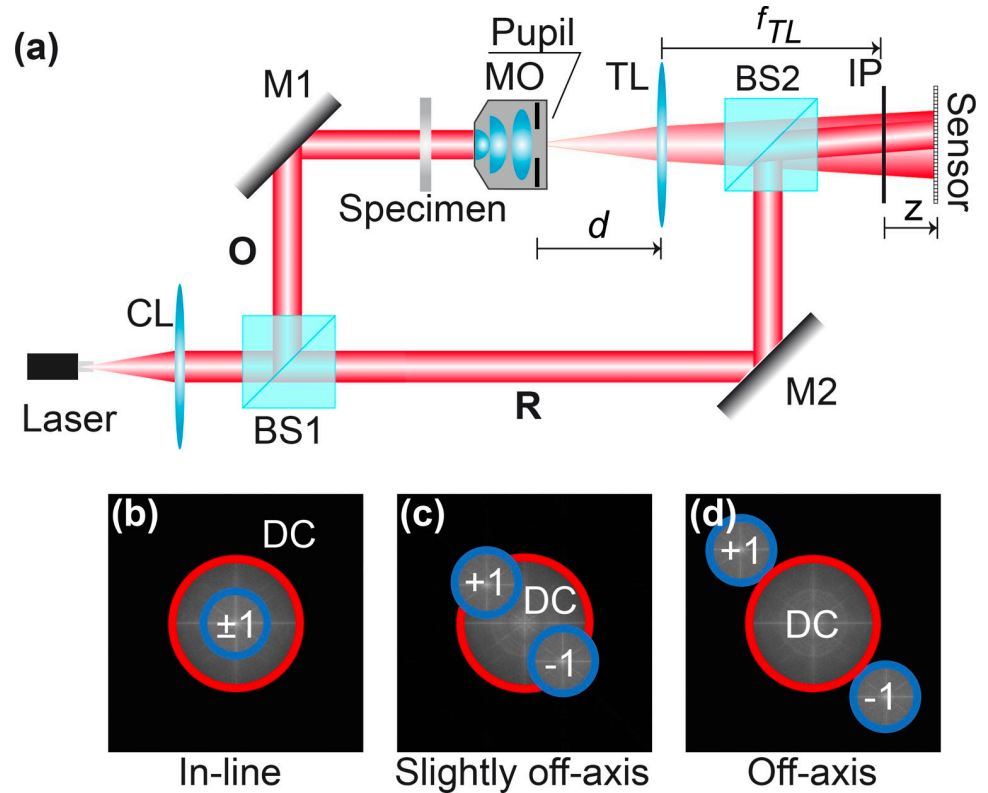 (a)
Pupil
MO
f_TL
M1
TL
BS2
IP
Sensor
Specimen
d
z
O
CL
Laser
BS1
R
M2
(b)
DC
±1
In-line
(c)
+1
DC
-1
Slightly off-axis
(d)
+1
DC
-1
Off-axis